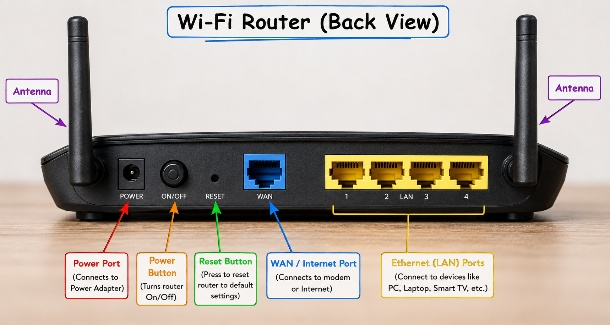 Wi-Fi Router (Back View)
Antenna
Antenna
POWER
ON/OFF
RESET
WAN
1
2
LAN
3
4
Power Port
(Connects to
Power Adapter)
Power
Button
(Turns router
On/Off)
Reset Button
(Press to reset
router to default
settings)
WAN / Internet Port
(Connects to modem
or Internet)
Ethernet (LAN) Ports
(Connect to devices like
PC, Laptop, Smart TV, etc.)